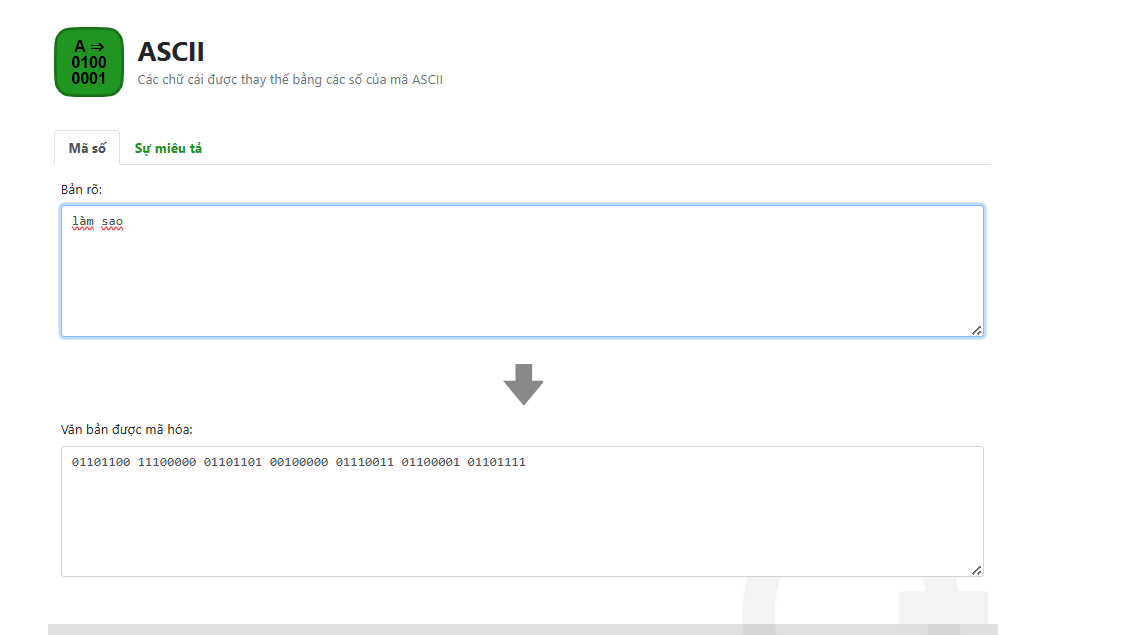 A ⇒
0100
0001
ASCII
Các chữ cái được thay thế bằng các số của mã ASCII
Mã số
Sự miêu tả
Bản rõ:
làm sao
Văn bản được mã hóa:
01101100 11100000 01101101 00100000 01110011 01100001 01101111